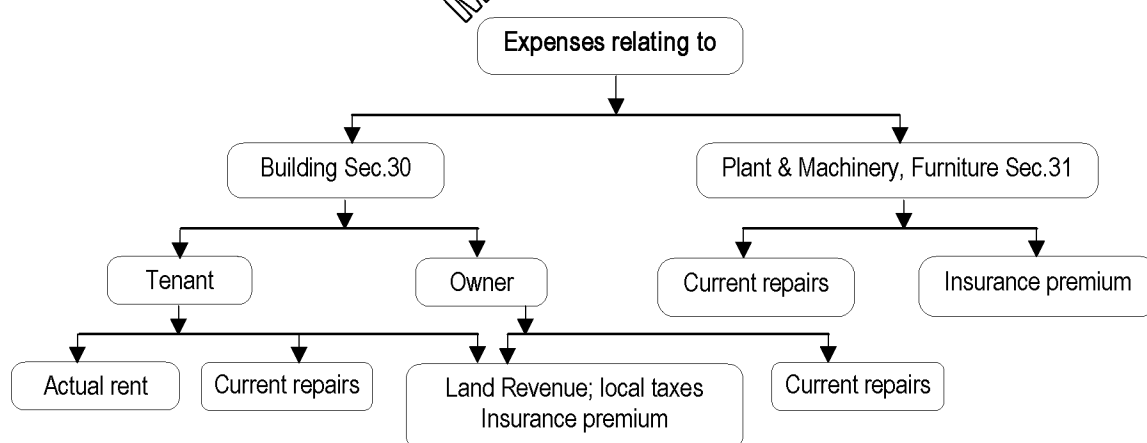 Expenses relating to
Building Sec.30
Plant & Machinery, Furniture Sec.31
Tenant
Owner
Current repairs
Insurance premium
Actual rent
Current repairs
Land Revenue; local taxes
Insurance premium
Current repairs